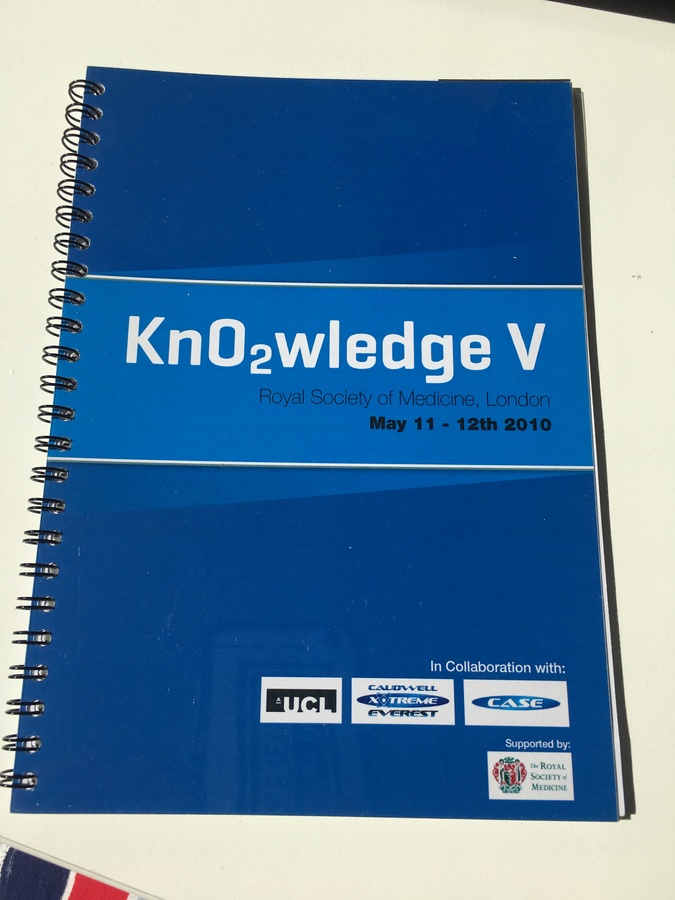 KnO₂wledge V
Royal Society of Medicine, London
May 11 - 12th 2010
In Collaboration with:
UCL
CAUDWELL
XTREME
EVEREST
CASE
Supported by:
The ROYAL
SOCIETY of
MEDICINE